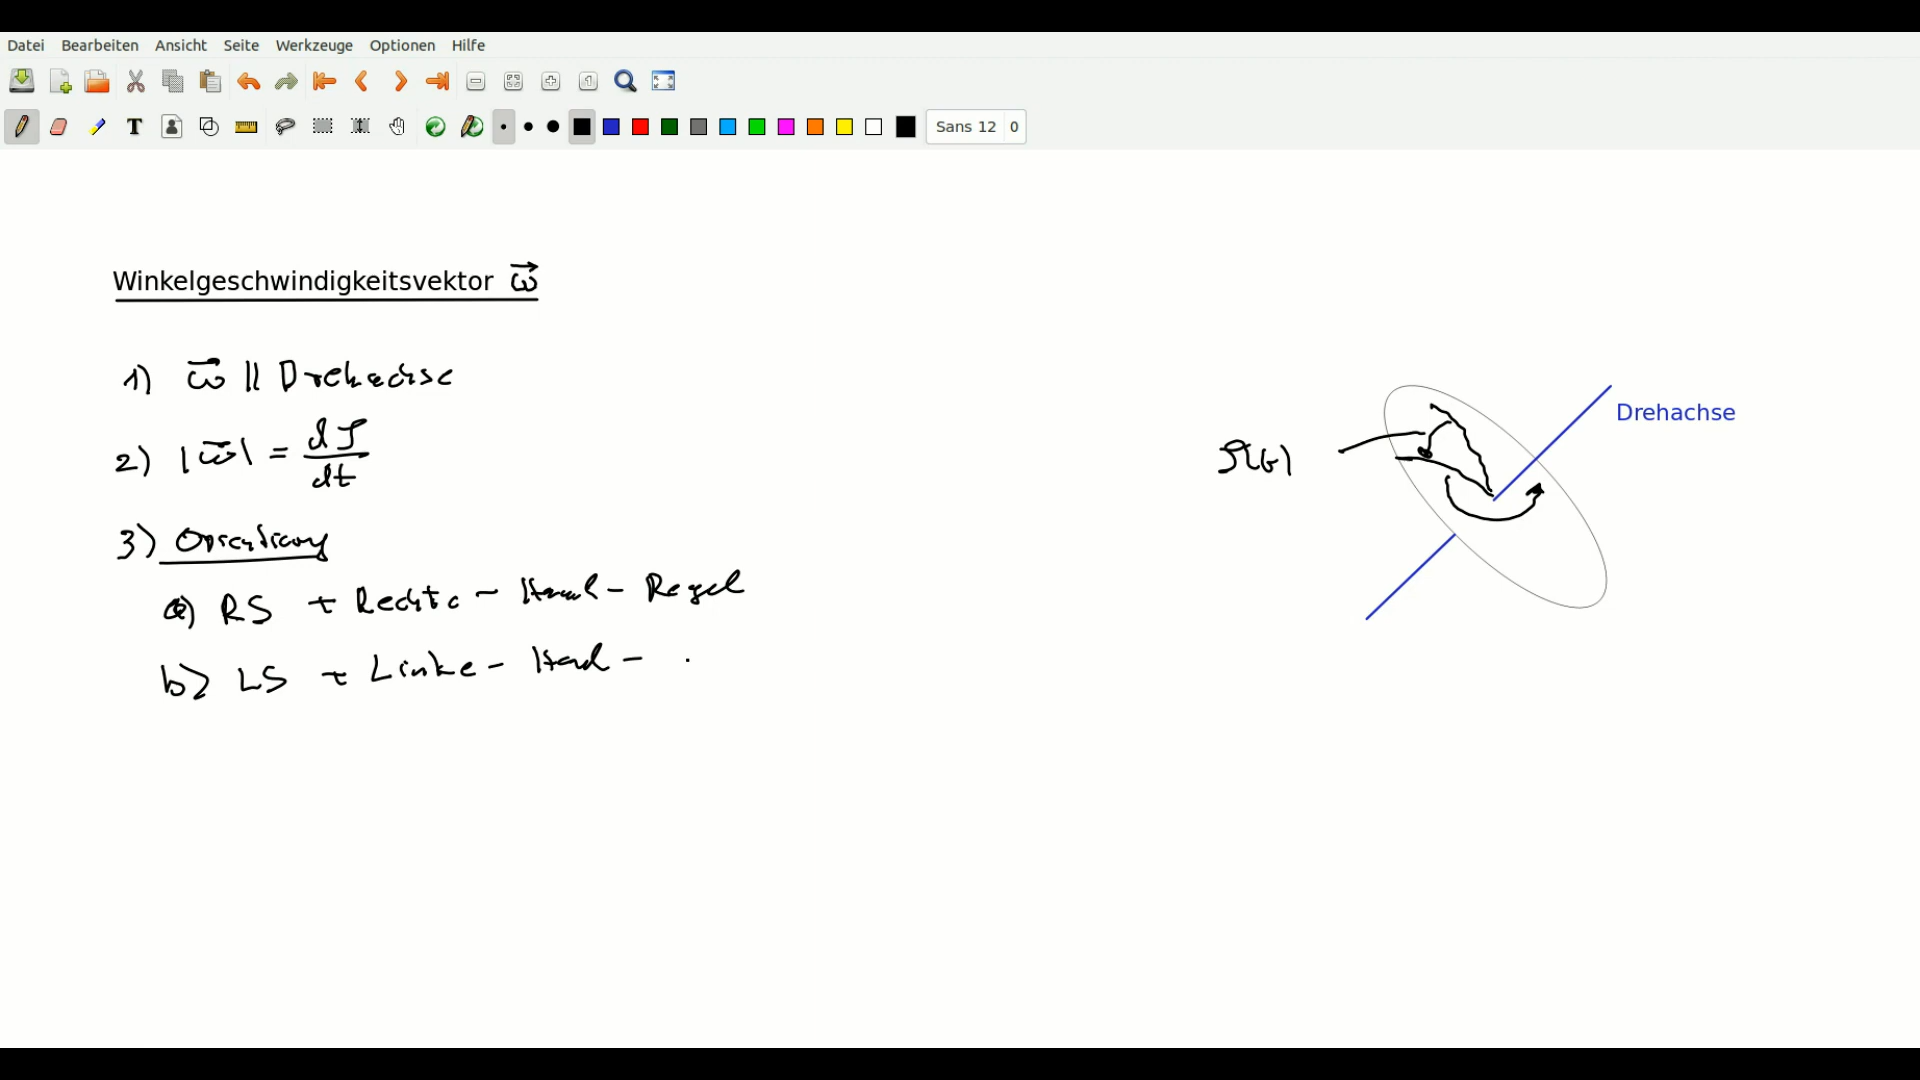 Datei Bearbeiten Ansicht Seite Werkzeuge Optionen Hilfe
T Sans 12 0
Winkelgeschwindigkeitsvektor ω⃗
1) ω⃗ || Drehachse
2) |ω⃗| = dφ/dt
3) Orientierung
a) RS + Rechte - Hand - Regel
b) LS + Linke - Hand -
φ(t)
Drehachse